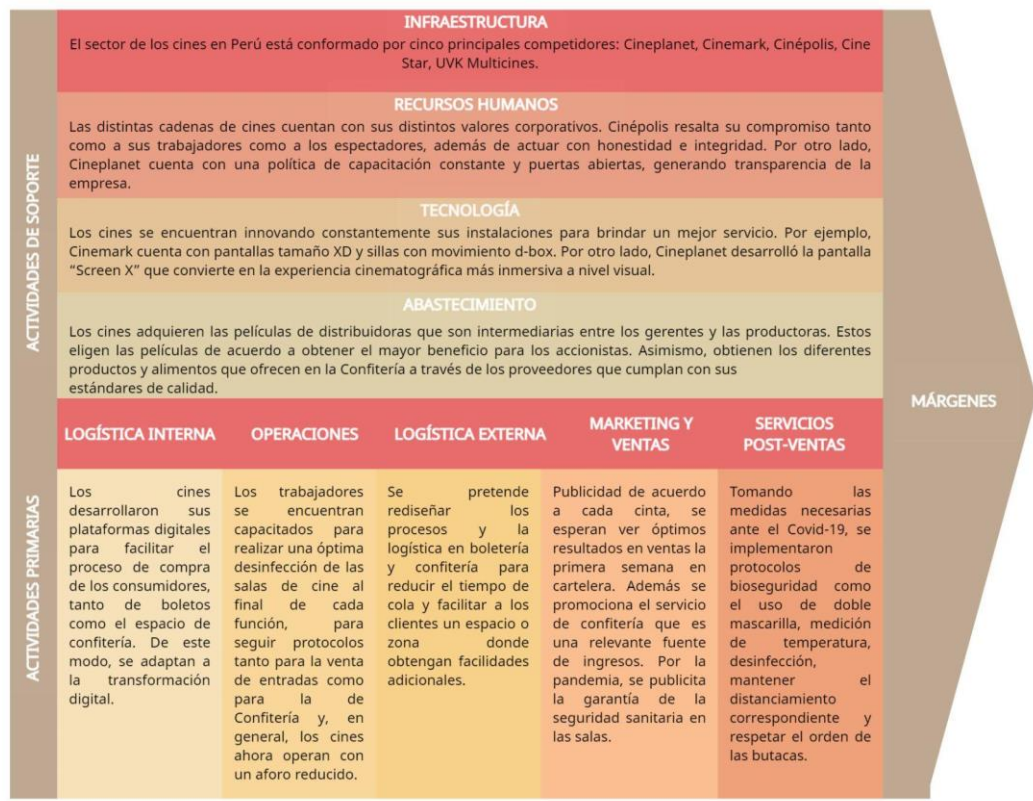 INFRAESTRUCTURA
El sector de los cines en Perú está conformado por cinco principales competidores: Cineplanet, Cinemark, Cinépolis, Cine
Star, UVK Multicines.
RECURSOS HUMANOS
Las distintas cadenas de cines cuentan con sus distintos valores corporativos. Cinépolis resalta su compromiso tanto
como a sus trabajadores como a los espectadores, además de actuar con honestidad e integridad. Por otro lado,
Cineplanet cuenta con una política de capacitación constante y puertas abiertas, generando transparencia de la
empresa.
TECNOLOGÍA
Los cines se encuentran innovando constantemente sus instalaciones para brindar un mejor servicio. Por ejemplo,
Cinemark cuenta con pantallas tamaño XD y sillas con movimiento d-box. Por otro lado, Cineplanet desarrolló la pantalla
"Screen X" que convierte en la experiencia cinematográfica más inmersiva a nivel visual.
ABASTECIMIENTO
Los cines adquieren las películas de distribuidoras que son intermediarias entre los gerentes y las productoras. Estos
eligen las películas de acuerdo a obtener el mayor beneficio para los accionistas. Asimismo, obtienen los diferentes
productos y alimentos que ofrecen en la Confitería a través de los proveedores que cumplan con sus
estándares de calidad.
ACTIVIDADES DE SOPORTE
MÁRGENES
ACTIVIDADES PRIMARIAS
LOGÍSTICA INTERNA
Los cines
desarrollaron sus
plataformas digitales
para facilitar el
proceso de compra
de los consumidores,
tanto de boletos
como el espacio de
confitería. De este
modo, se adaptan a
la transformación
digital.
OPERACIONES
Los trabajadores
se encuentran
capacitados para
realizar una óptima
desinfección de las
salas de cine al
final de cada
función, para
seguir protocolos
tanto para la venta
de entradas como
para la de
Confitería y, en
general, los cines
ahora operan con
un aforo reducido.
LOGÍSTICA EXTERNA
Se pretende
rediseñar los
procesos y la
logística en boletería
y confitería para
reducir el tiempo de
cola y facilitar a los
clientes un espacio o
zona donde
obtengan facilidades
adicionales.
MARKETING Y
VENTAS
Publicidad de acuerdo
a cada cinta, se
esperan ver óptimos
resultados en ventas la
primera semana en
cartelera. Además se
promociona el servicio
de confitería que es
una relevante fuente
de ingresos. Por la
pandemia, se publicita
la garantía de la
seguridad sanitaria en
las salas.
SERVICIOS
POST-VENTAS
Tomando las
medidas necesarias
ante el Covid-19, se
implementaron
protocolos de
bioseguridad como
el uso de doble
mascarilla, medición
de temperatura,
desinfección,
mantener el
distanciamiento
correspondiente y
respetar el orden de
las butacas.